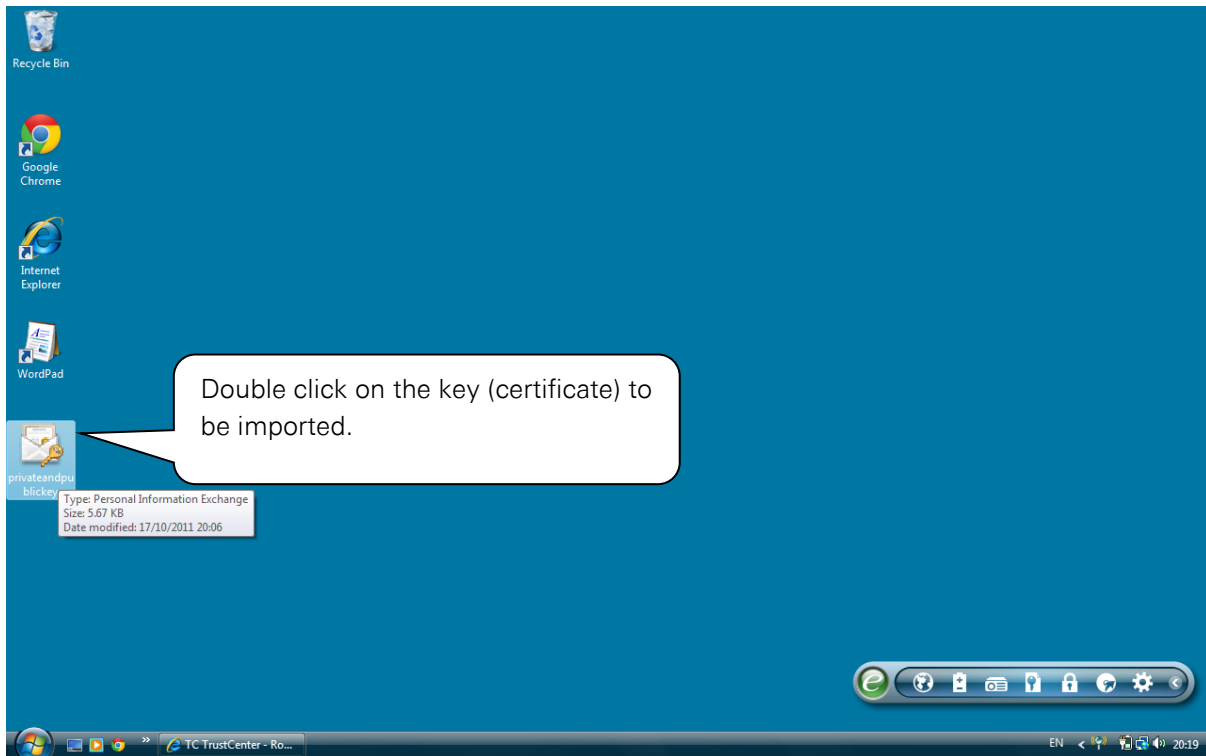 Recycle Bin
Google
Chrome
Internet
Explorer
WordPad
Double click on the key (certificate) to
be imported.
privateandpu
blickey
Type: Personal Information Exchange
Size: 5.67 KB
Date modified: 17/10/2011 20:06
TC TrustCenter - Ro...
EN
20:19